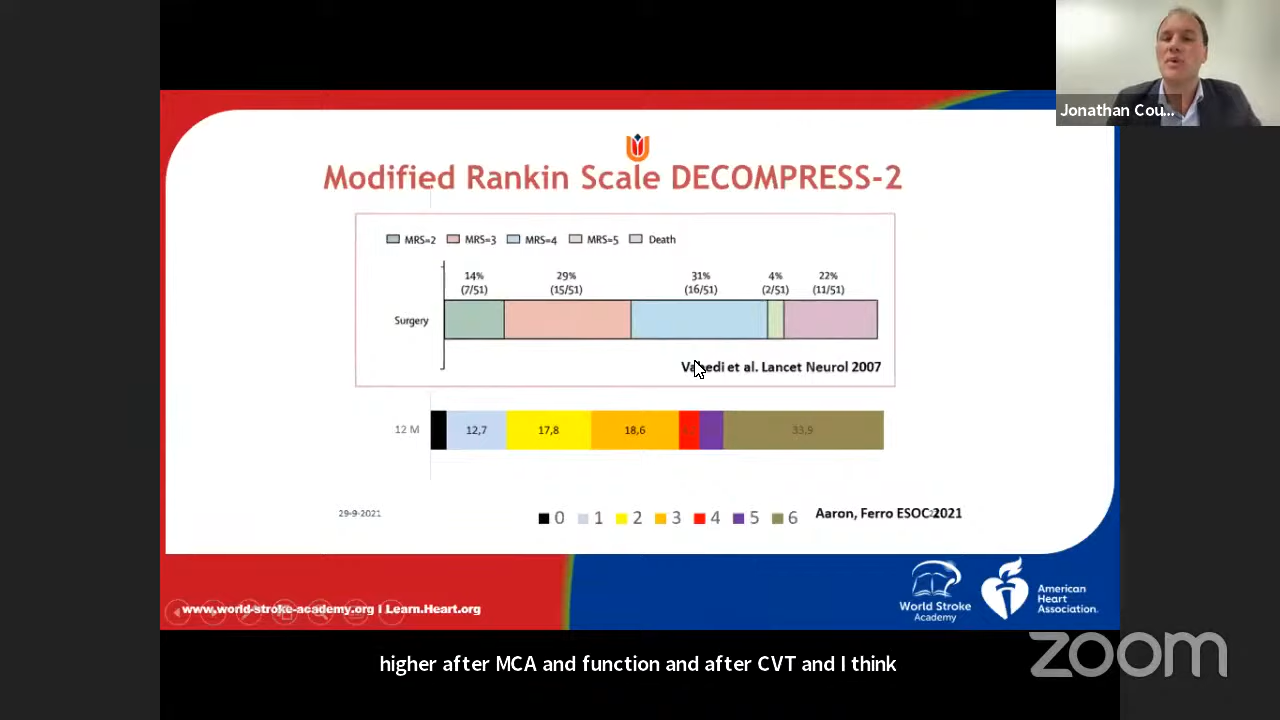 Jonathan Cou...
Modified Rankin Scale DECOMPRESS-2
MRS=2 MRS=3 MRS=4 MRS=5 Death
14% 29% 31% 4% 22%
(7/51) (15/51) (16/51) (2/51) (11/51)
Surgery
et al. Lancet Neurol 2007
12 M 12,7 17,8 18,6 33,9
29-9-2021
0 1 2 3 4 5 6
Aaron, Ferro ESOC 2021
www.world-stroke-academy.org I Learn.Heart.org
World Stroke
Academy
American
Heart
Association.
higher after MCA and function and after CVT and I think
zoom